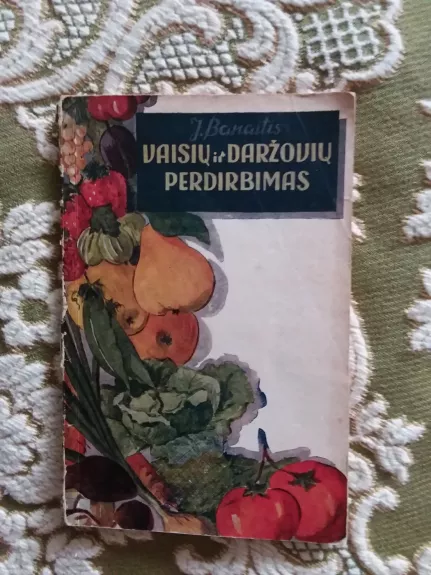 J. Banaitis
VAISIŲ ir DARŽOVIŲ
PERDIRBIMAS